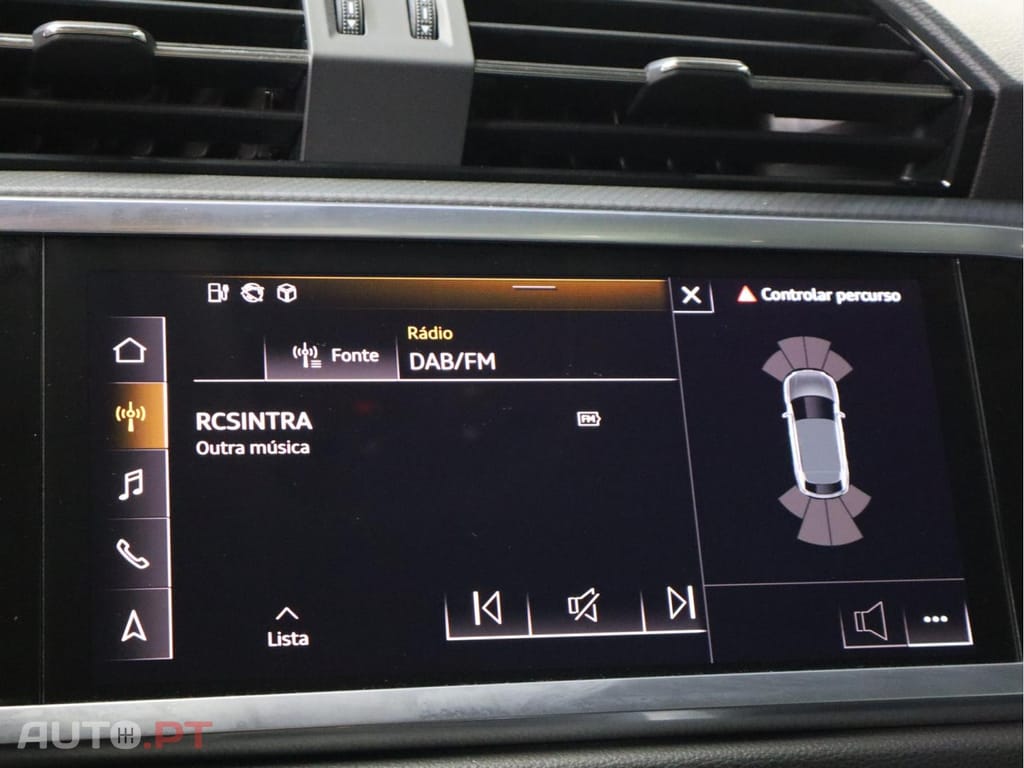 Controlar percurso
Fonte
Rádio
DAB/FM
RCSINTRA
FM
Outra música
Lista
AUTO.PT